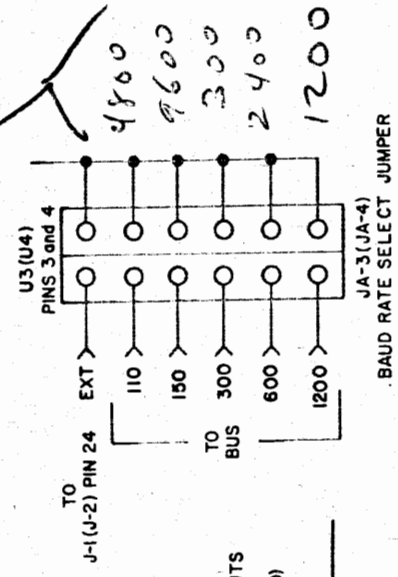 U3(U4)
PINS 3 and 4
TO
J-1(J-2) PIN 24
EXT
110
150
300
600
1200
TO
BUS
4800
9600
300
2400
1200
JA-3(JA-4)
BAUD RATE SELECT JUMPER
UTS